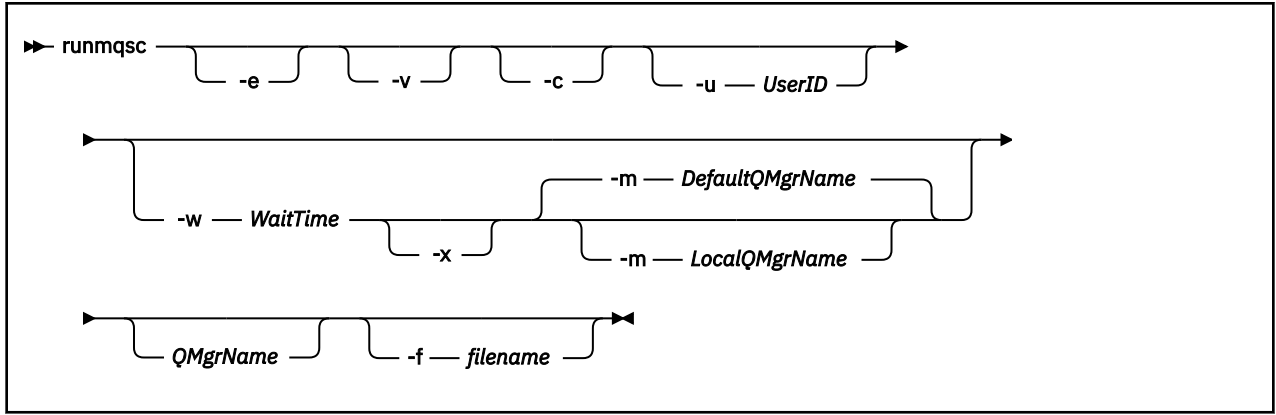 runmqsc
-e -v -c -u UserID
-m DefaultQMgrName
-w WaitTime
-x -m LocalQMgrName
QMgrName -f filename